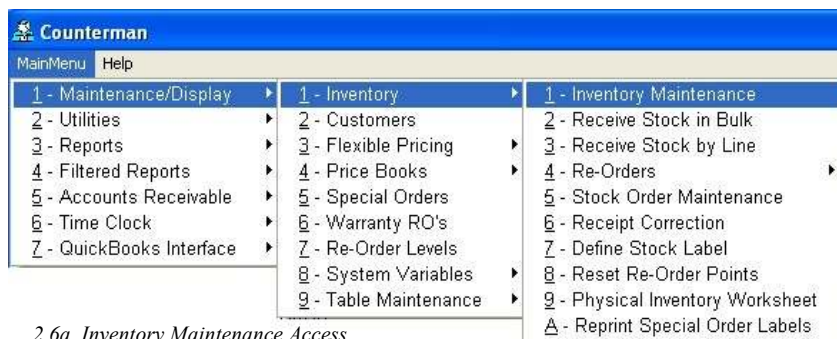 Counterman
MainMenu Help
1 - Maintenance/Display
2 - Utilities
3 - Reports
4 - Filtered Reports
5 - Accounts Receivable
6 - Time Clock
7 - QuickBooks Interface
1 - Inventory
2 - Customers
3 - Flexible Pricing
4 - Price Books
5 - Special Orders
6 - Warranty RO's
7 - Re-Order Levels
8 - System Variables
9 - Table Maintenance
1 - Inventory Maintenance
2 - Receive Stock in Bulk
3 - Receive Stock by Line
4 - Re-Orders
5 - Stock Order Maintenance
6 - Receipt Correction
7 - Define Stock Label
8 - Reset Re-Order Points
9 - Physical Inventory Worksheet
A - Reprint Special Order Labels
2.6a Inventory Maintenance Access